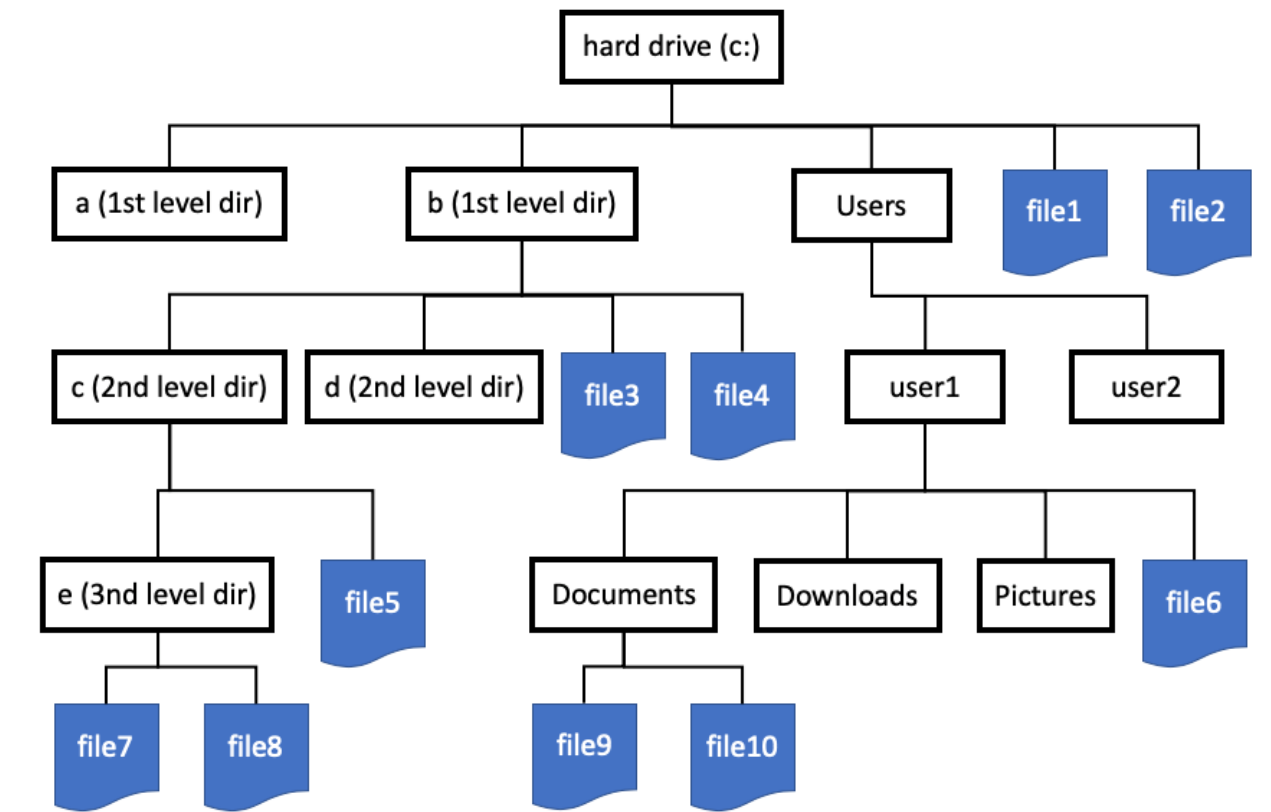 hard drive (c:)
a (1st level dir)
b (1st level dir)
Users
file1
file2
c (2nd level dir)
d (2nd level dir)
file3
file4
user1
user2
e (3nd level dir)
file5
Documents
Downloads
Pictures
file6
file7
file8
file9
file10